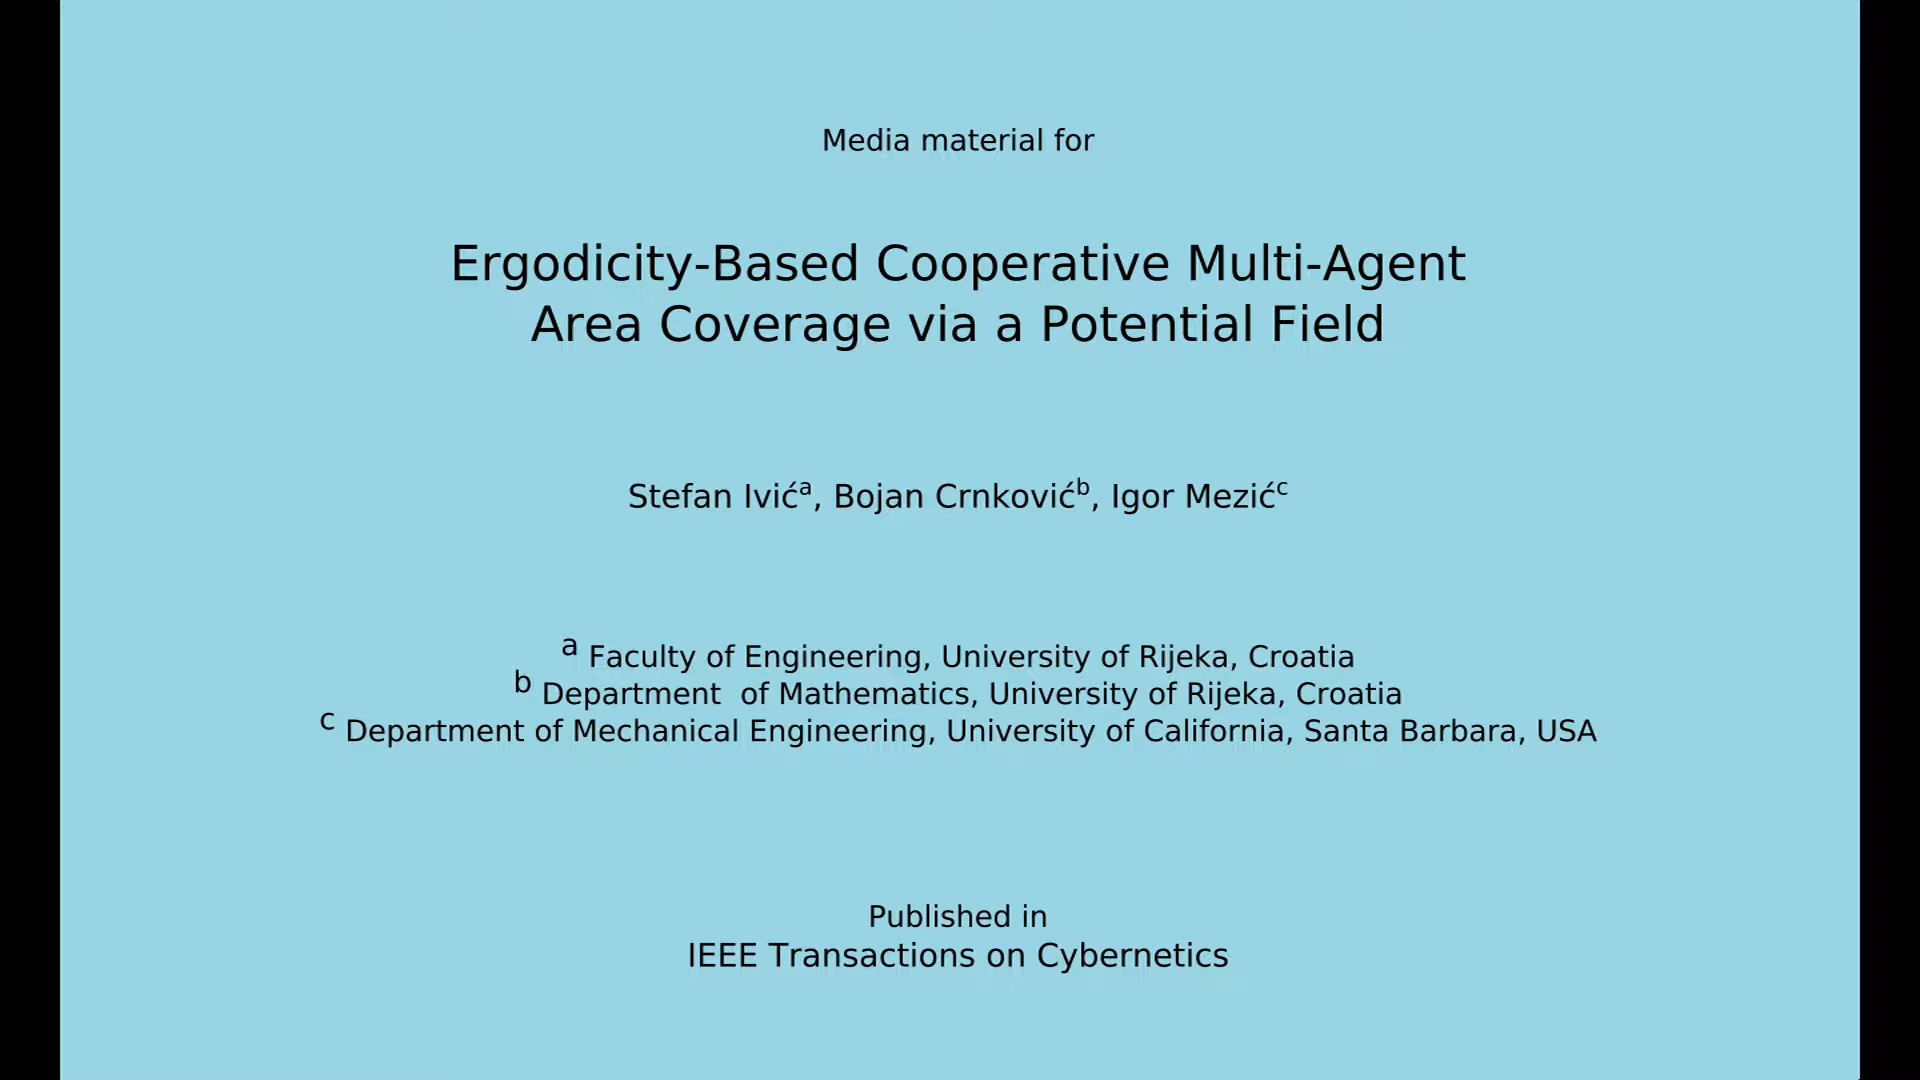 Media material for
Ergodicity-Based Cooperative Multi-Agent
Area Coverage via a Potential Field
Stefan Ivićᵃ, Bojan Crnkovićᵇ, Igor Mezićᶜ
ᵃ Faculty of Engineering, University of Rijeka, Croatia
ᵇ Department  of Mathematics, University of Rijeka, Croatia
ᶜ Department of Mechanical Engineering, University of California, Santa Barbara, USA
Published in
IEEE Transactions on Cybernetics